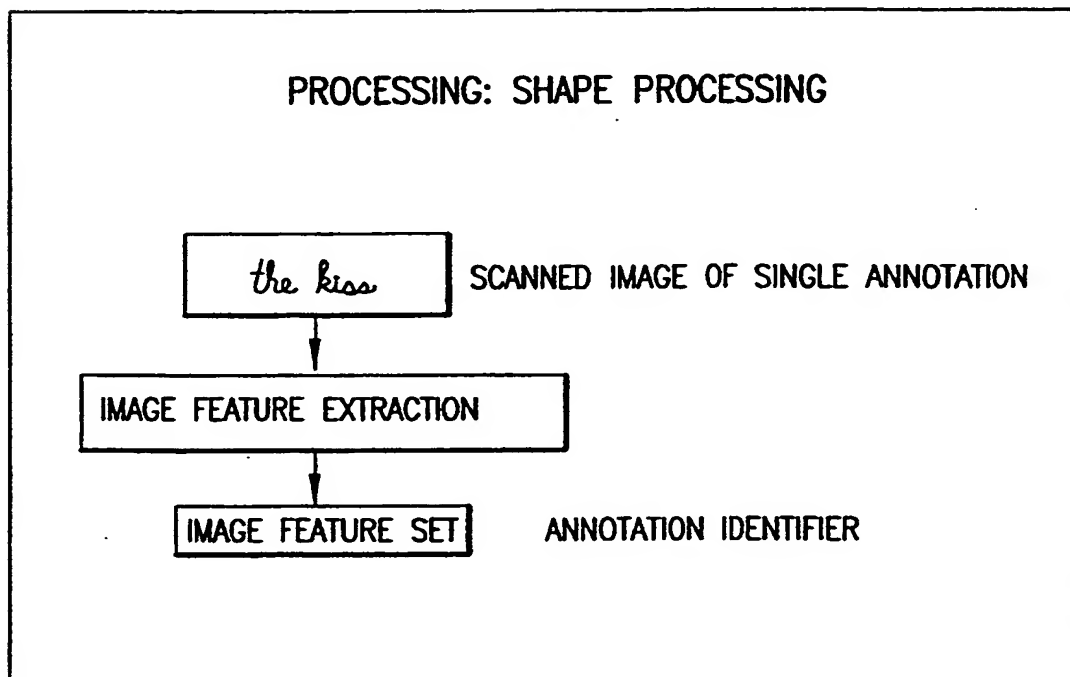 PROCESSING: SHAPE PROCESSING
the kiss SCANNED IMAGE OF SINGLE ANNOTATION
IMAGE FEATURE EXTRACTION
IMAGE FEATURE SET ANNOTATION IDENTIFIER